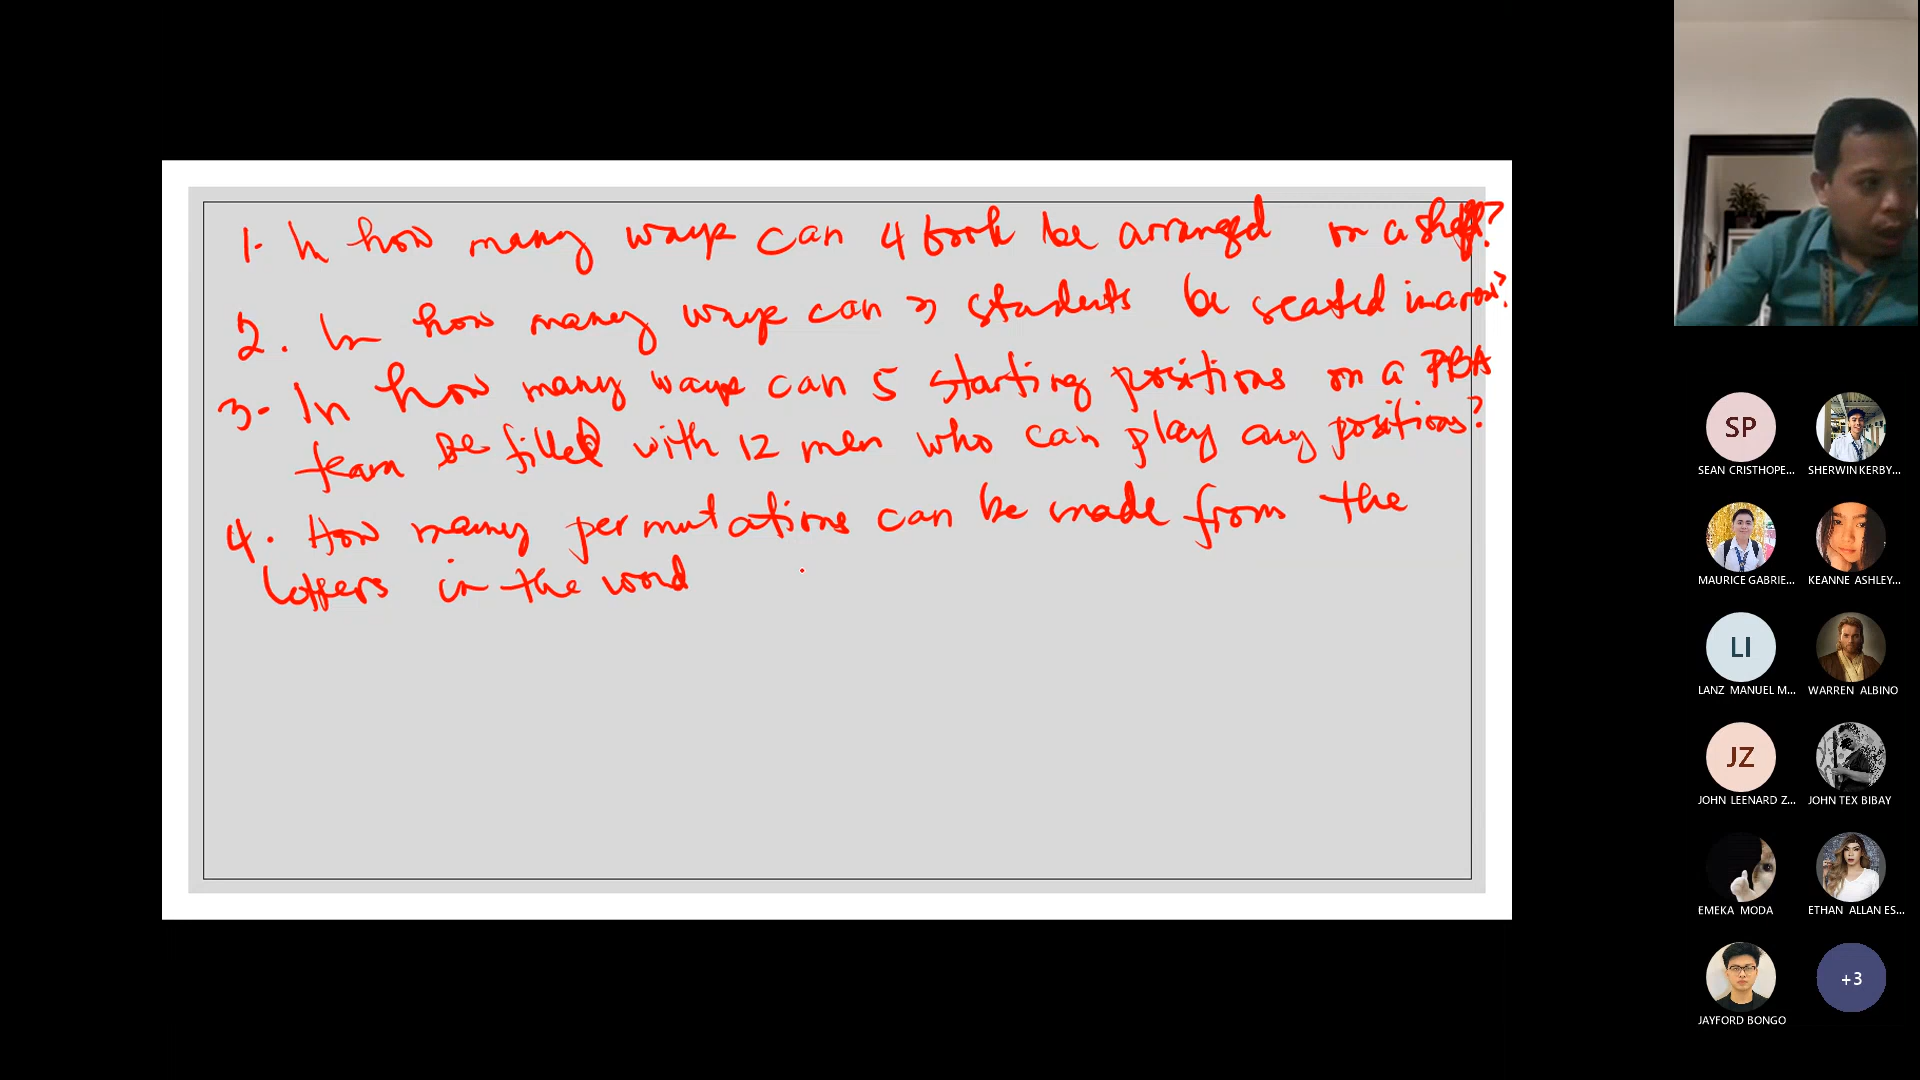 1. In how many ways can 4 book be arranged on a shelf?
2. In how many ways can students be seated in a row?
3. In how many ways can 5 starting positions on a PBA
team be filled with 12 men who can play any positions?
4. How many permutations can be made from the
letters in the word
SP
SEAN CRISTHOPE...
SHERWIN KERBY...
MAURICE GABRIE...
KEANNE ASHLEY...
LI
LANZ MANUEL M...
WARREN ALBINO
JZ
JOHN LEENARD Z...
JOHN TEX BIBAY
EMEKA MODA
ETHAN ALLAN ES...
JAYFORD BONGO
+3